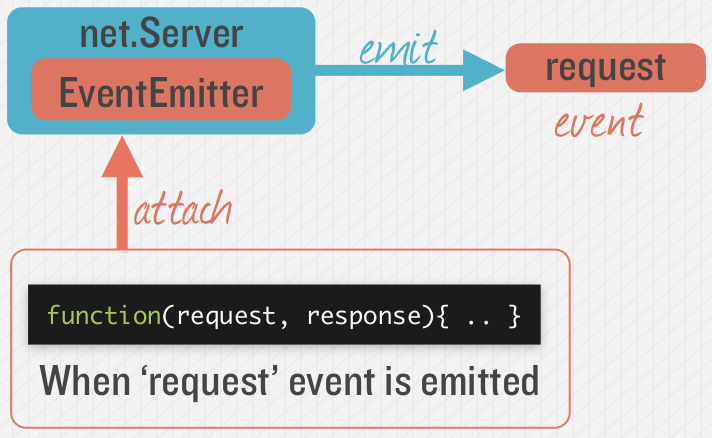 net.Server
EventEmitter
emit
request
event
attach
function(request, response){ .. }
When ‘request’ event is emitted